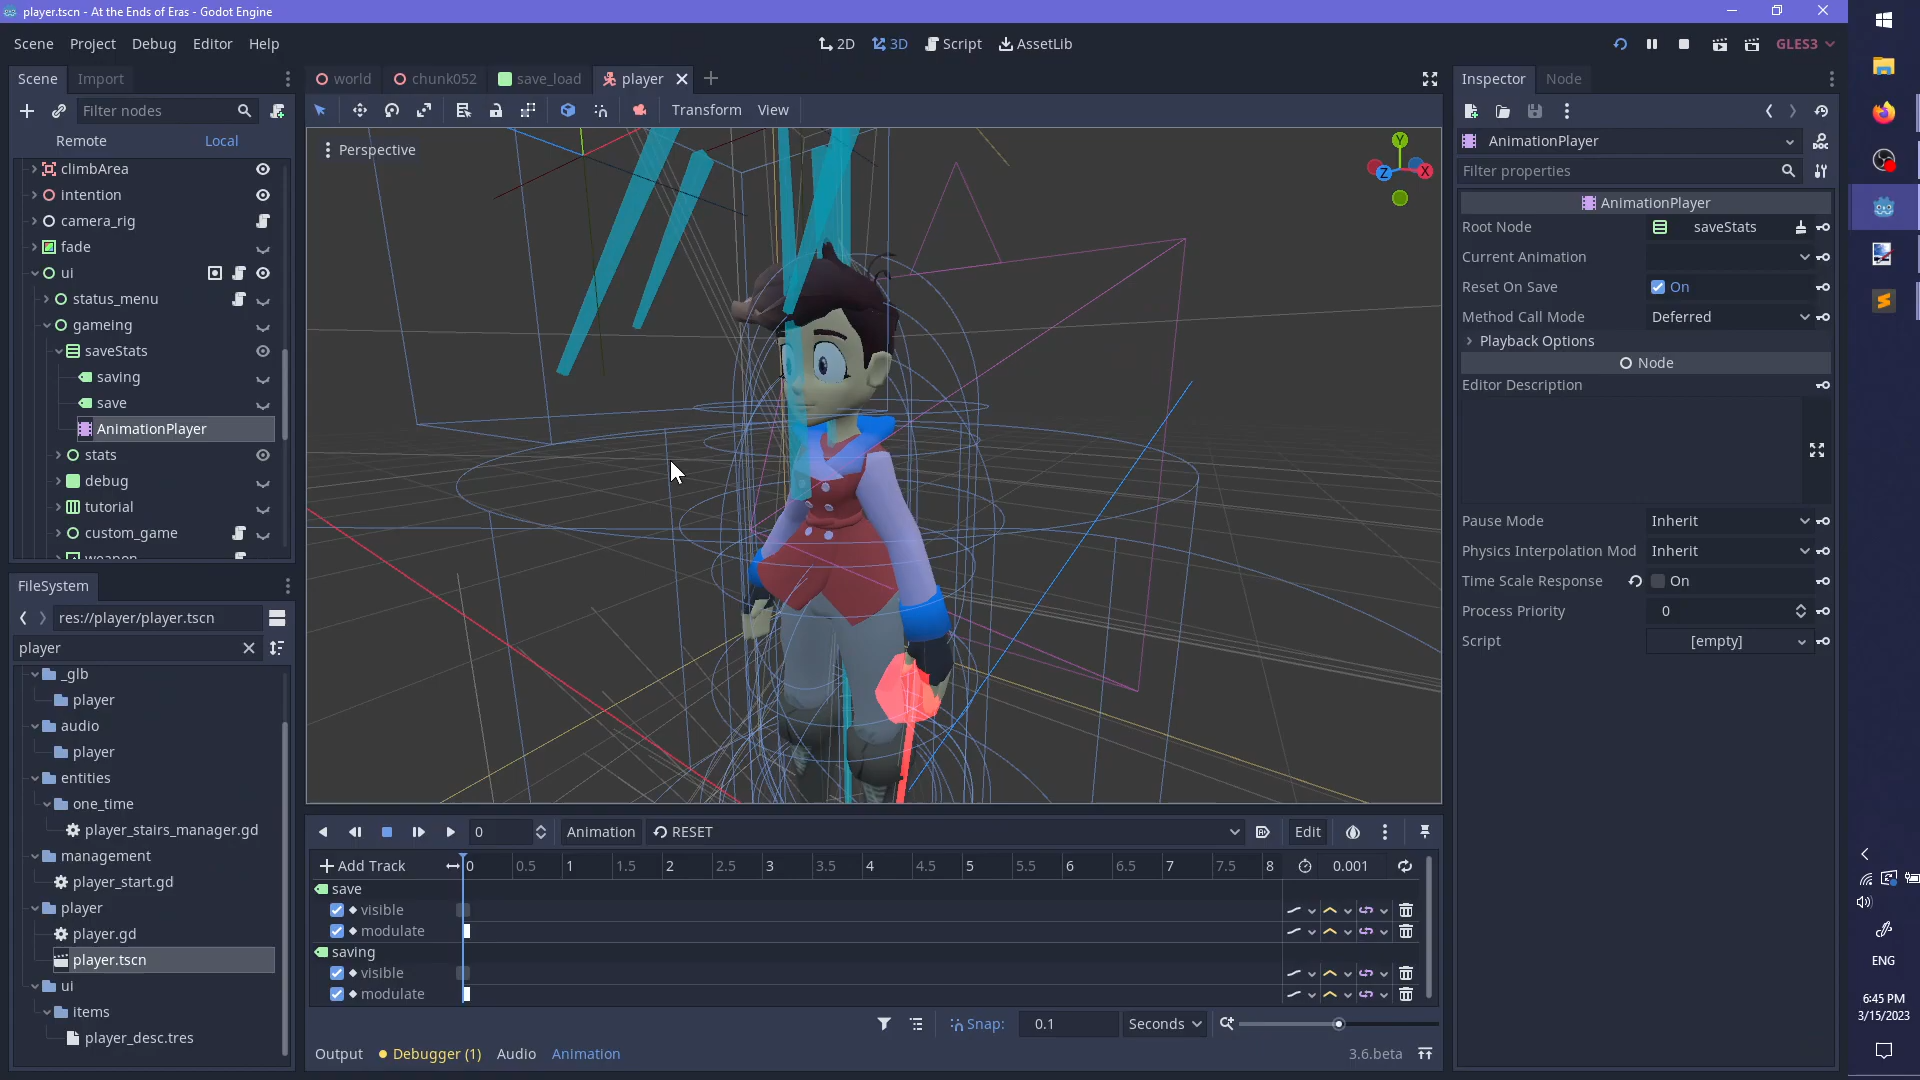 player.tscn - At the Ends of Eras - Godot Engine
Scene Project Debug Editor Help
2D 3D Script AssetLib
GLES3
Scene Import
world chunk052 save_load player
Inspector Node
Filter nodes
Transform View
Remote Local
Perspective
Y
X
Z
climbArea
intention
camera_rig
fade
ui
status_menu
gameing
saveStats
saving
save
AnimationPlayer
stats
debug
tutorial
custom_game
weapon
FileSystem
res://player/player.tscn
player
_glb
player
audio
player
entities
one_time
player_stairs_manager.gd
management
player_start.gd
player
player.gd
player.tscn
ui
items
player_desc.tres
AnimationPlayer
Filter properties
AnimationPlayer
Root Node saveStats
Current Animation
Reset On Save On
Method Call Mode Deferred
Playback Options
Node
Editor Description
Pause Mode Inherit
Physics Interpolation Mod Inherit
Time Scale Response On
Process Priority 0
Script [empty]
0 Animation RESET Edit
Add Track 0 0.5 1 1.5 2 2.5 3 3.5 4 4.5 5 5.5 6 6.5 7 7.5 8 0.001
save
visible
modulate
saving
visible
modulate
Snap: 0.1 Seconds
Output Debugger (1) Audio Animation 3.6.beta
ENG
6:45 PM
3/15/2023